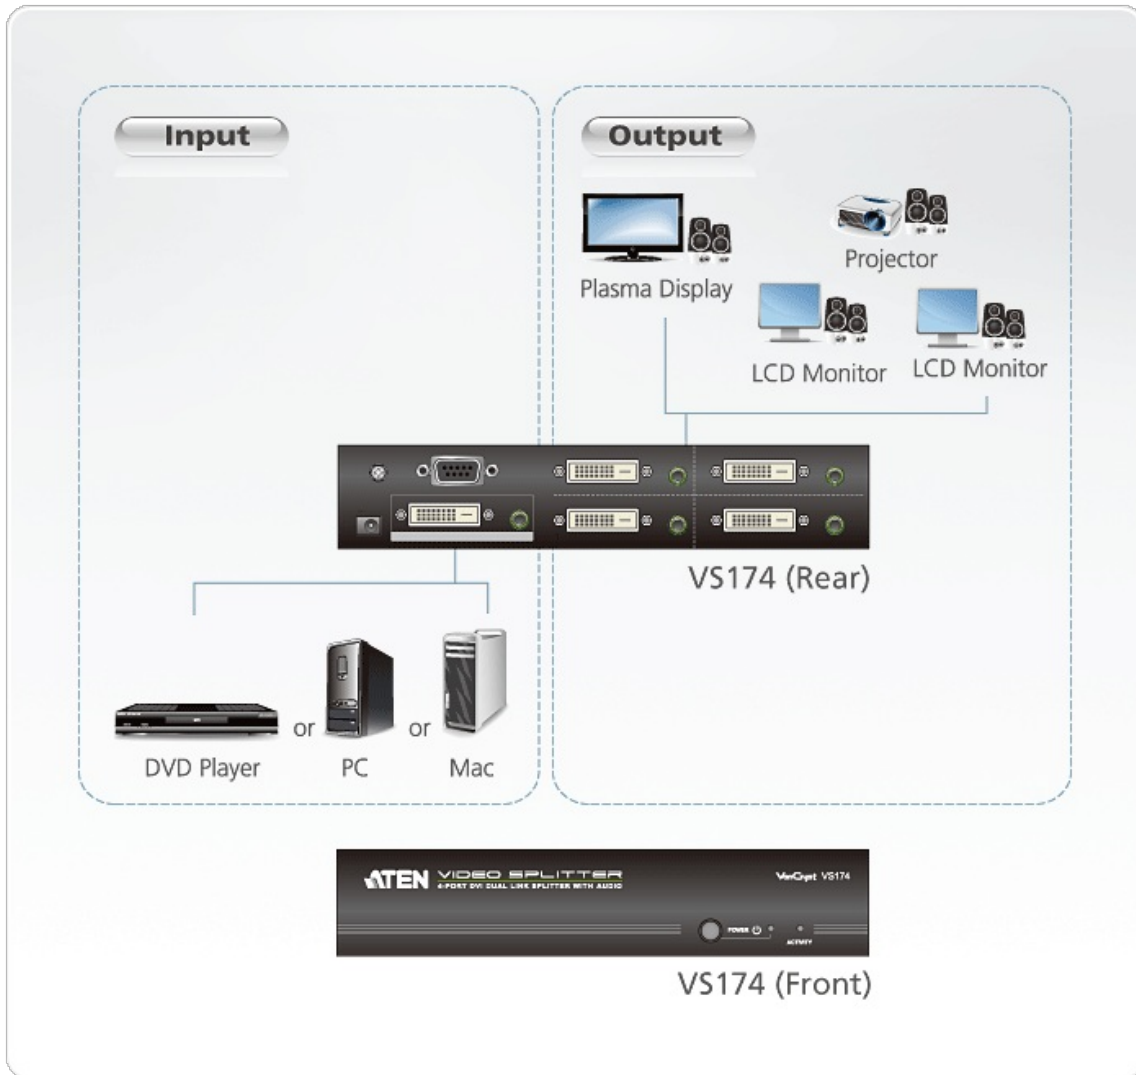 Input
Output
Plasma Display
Projector
LCD Monitor
LCD Monitor
VS174 (Rear)
or
or
DVD Player
PC
Mac
ATEN VIDEO SPLITTER
4-PORT DVI DUAL LINK SPLITTER WITH AUDIO
VanCryst VS174
POWER
ACTIVITY
VS174 (Front)